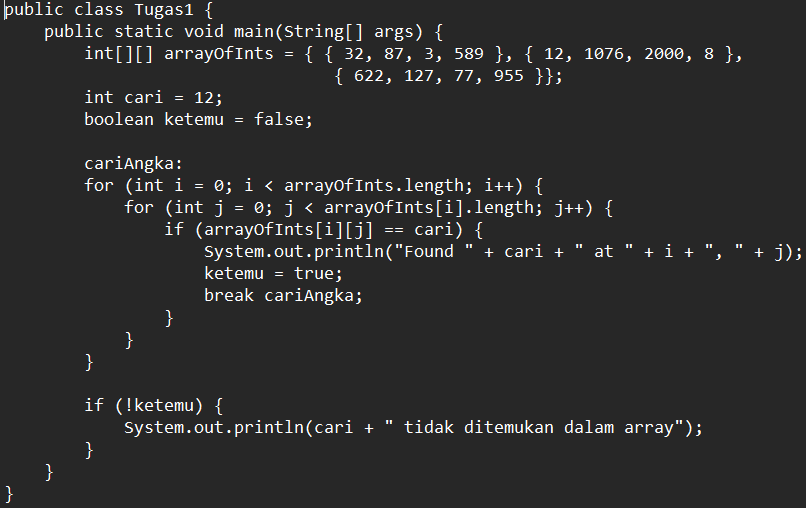 public class Tugas1 {
    public static void main(String[] args) {
        int[][] arrayOfInts = { { 32, 87, 3, 589 }, { 12, 1076, 2000, 8 },
                                 { 622, 127, 77, 955 }};
        int cari = 12;
        boolean ketemu = false;

        cariAngka:
        for (int i = 0; i < arrayOfInts.length; i++) {
            for (int j = 0; j < arrayOfInts[i].length; j++) {
                if (arrayOfInts[i][j] == cari) {
                    System.out.println("Found " + cari + " at " + i + ", " + j);
                    ketemu = true;
                    break cariAngka;
                }
            }
        }

        if (!ketemu) {
            System.out.println(cari + " tidak ditemukan dalam array");
        }
    }
}